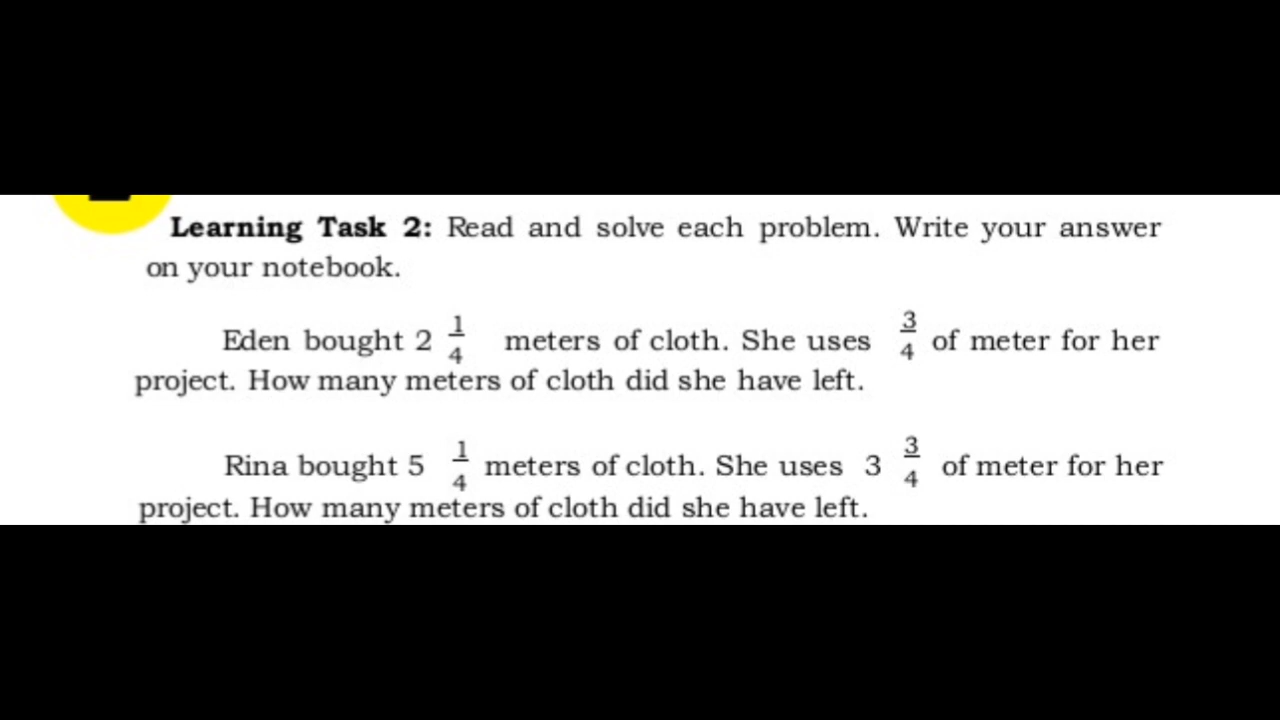 Learning Task 2: Read and solve each problem. Write your answer
on your notebook.
Eden bought 2 1/4 meters of cloth. She uses 3/4 of meter for her
project. How many meters of cloth did she have left.
Rina bought 5 1/4 meters of cloth. She uses 3 3/4 of meter for her
project. How many meters of cloth did she have left.